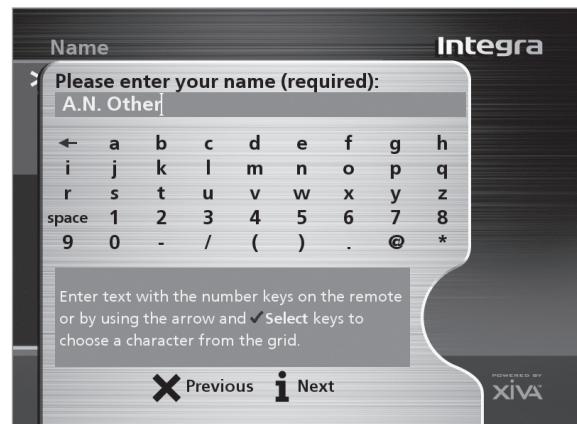 Name
Integra
Please enter your name (required):
A.N. Other
← a b c d e f g h
i j k l m n o p q
r s t u v w x y z
space 1 2 3 4 5 6 7 8
9 0 - / ( ) . @ *
Enter text with the number keys on the remote
or by using the arrow and ✓Select keys to
choose a character from the grid.
Previous i Next
POWERED BY
XiVA